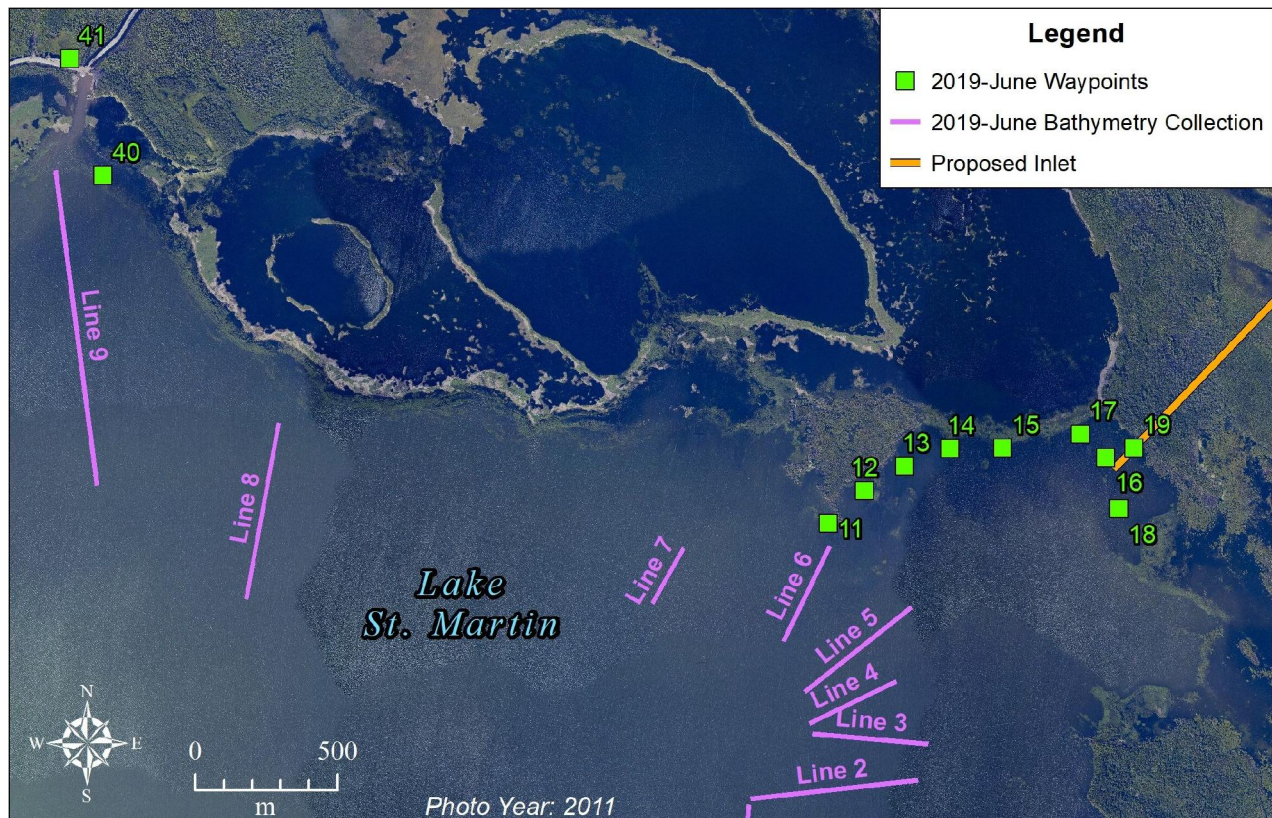 Legend
2019-June Waypoints
2019-June Bathymetry Collection
Proposed Inlet
41
40
Line 9
Line 8
Line 7
Line 6
Line 5
Line 4
Line 3
Line 2
11
12
13
14
15
17
19
16
18
Lake
St. Martin
N
W E
S
0 500
m
Photo Year: 2011